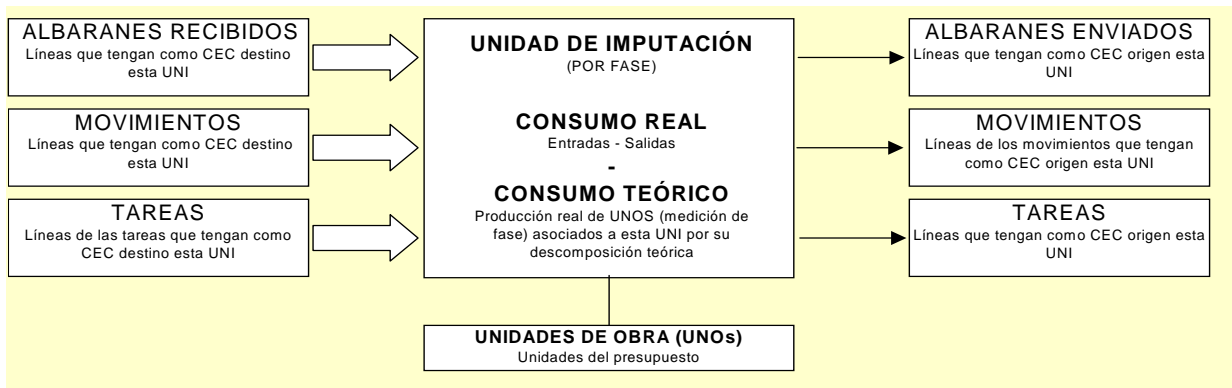 ALBARANES RECIBIDOS
Líneas que tengan como CEC destino
esta UNI
MOVIMIENTOS
Líneas que tengan como CEC destino
esta UNI
TAREAS
Líneas de las tareas que tengan como
CEC destino esta UNI
UNIDAD DE IMPUTACIÓN
(POR FASE)
CONSUMO REAL
Entradas - Salidas
-
CONSUMO TEÓRICO
Producción real de UNOS (medición de
fase) asociados a esta UNI por su
descomposición teórica
UNIDADES DE OBRA (UNOs)
Unidades del presupuesto
ALBARANES ENVIADOS
Líneas que tengan como CEC origen esta
UNI
MOVIMIENTOS
Líneas de los movimientos que tengan
como CEC origen esta UNI
TAREAS
Líneas que tengan como CEC origen esta
UNI